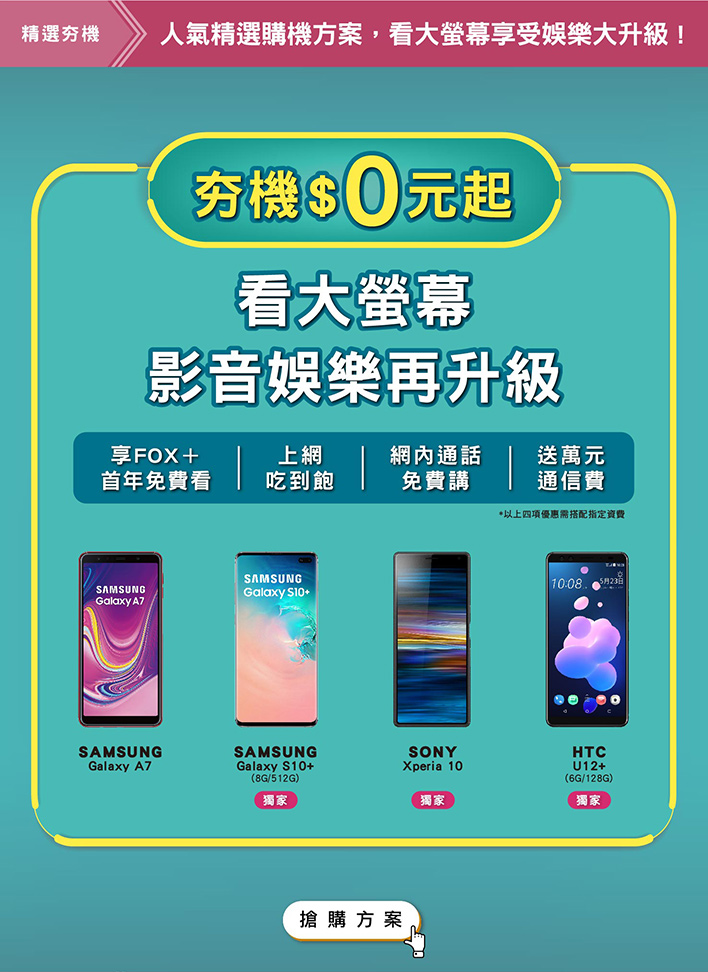 精選夯機
人氣精選購機方案，看大螢幕享受娛樂大升級！
夯機$0元起
看大螢幕
影音娛樂再升級
享FOX＋
首年免費看
上網
吃到飽
網內通話
免費講
送萬元
通信費
*以上四項優惠需搭配指定資費
SAMSUNG
Galaxy A7
SAMSUNG
Galaxy S10+
10:08
5月23日
SAMSUNG
Galaxy A7
SAMSUNG
Galaxy S10+
(8G/512G)
獨家
SONY
Xperia 10
獨家
HTC
U12+
(6G/128G)
獨家
搶購方案